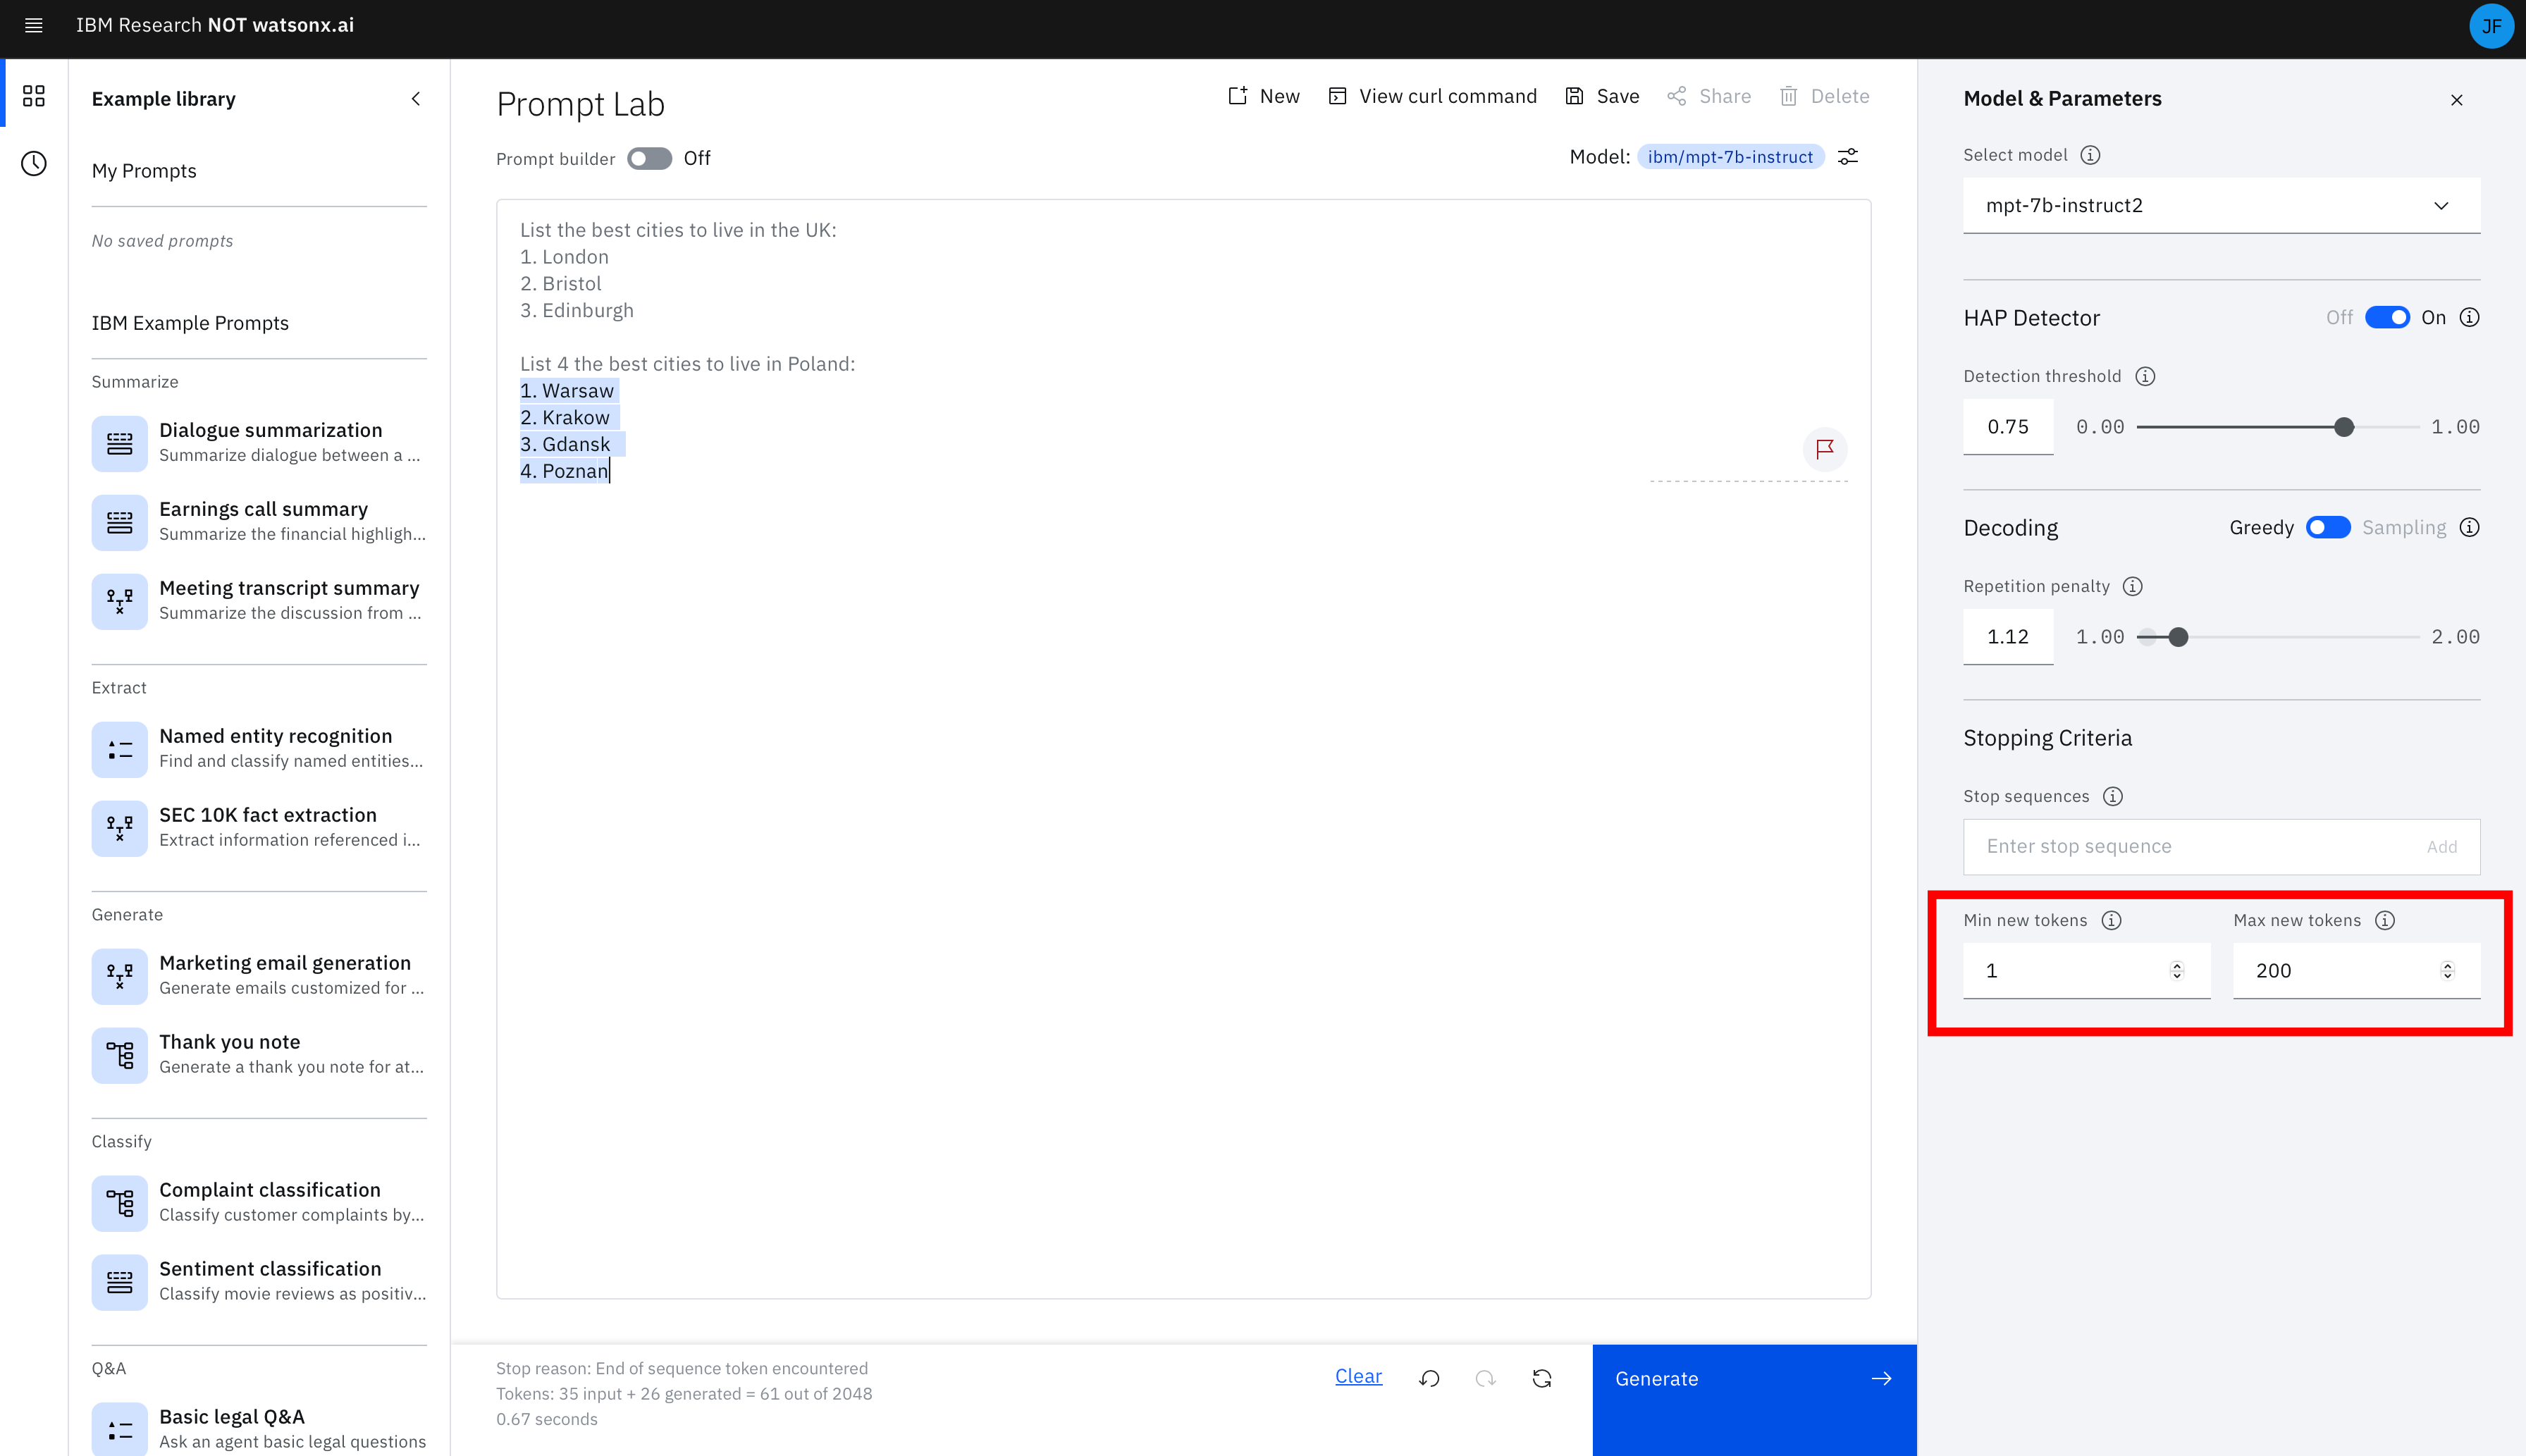 IBM Research NOT watsonx.ai
JF
Example library
My Prompts
No saved prompts
IBM Example Prompts
Summarize
Dialogue summarization
Summarize dialogue between a ...
Earnings call summary
Summarize the financial highligh...
Meeting transcript summary
Summarize the discussion from ...
Extract
Named entity recognition
Find and classify named entities...
SEC 10K fact extraction
Extract information referenced i...
Generate
Marketing email generation
Generate emails customized for ...
Thank you note
Generate a thank you note for at...
Classify
Complaint classification
Classify customer complaints by...
Sentiment classification
Classify movie reviews as positiv...
Q&A
Basic legal Q&A
Ask an agent basic legal questions
Prompt Lab
New View curl command Save Share Delete
Prompt builder Off
Model: ibm/mpt-7b-instruct
List the best cities to live in the UK:
1. London
2. Bristol
3. Edinburgh
List 4 the best cities to live in Poland:
1. Warsaw
2. Krakow
3. Gdansk
4. Poznan
Stop reason: End of sequence token encountered
Tokens: 35 input + 26 generated = 61 out of 2048
0.67 seconds
Clear
Generate
Model & Parameters
Select model
mpt-7b-instruct2
HAP Detector Off On
Detection threshold
0.75 0.00 1.00
Decoding Greedy Sampling
Repetition penalty
1.12 1.00 2.00
Stopping Criteria
Stop sequences
Enter stop sequence Add
Min new tokens Max new tokens
1 200